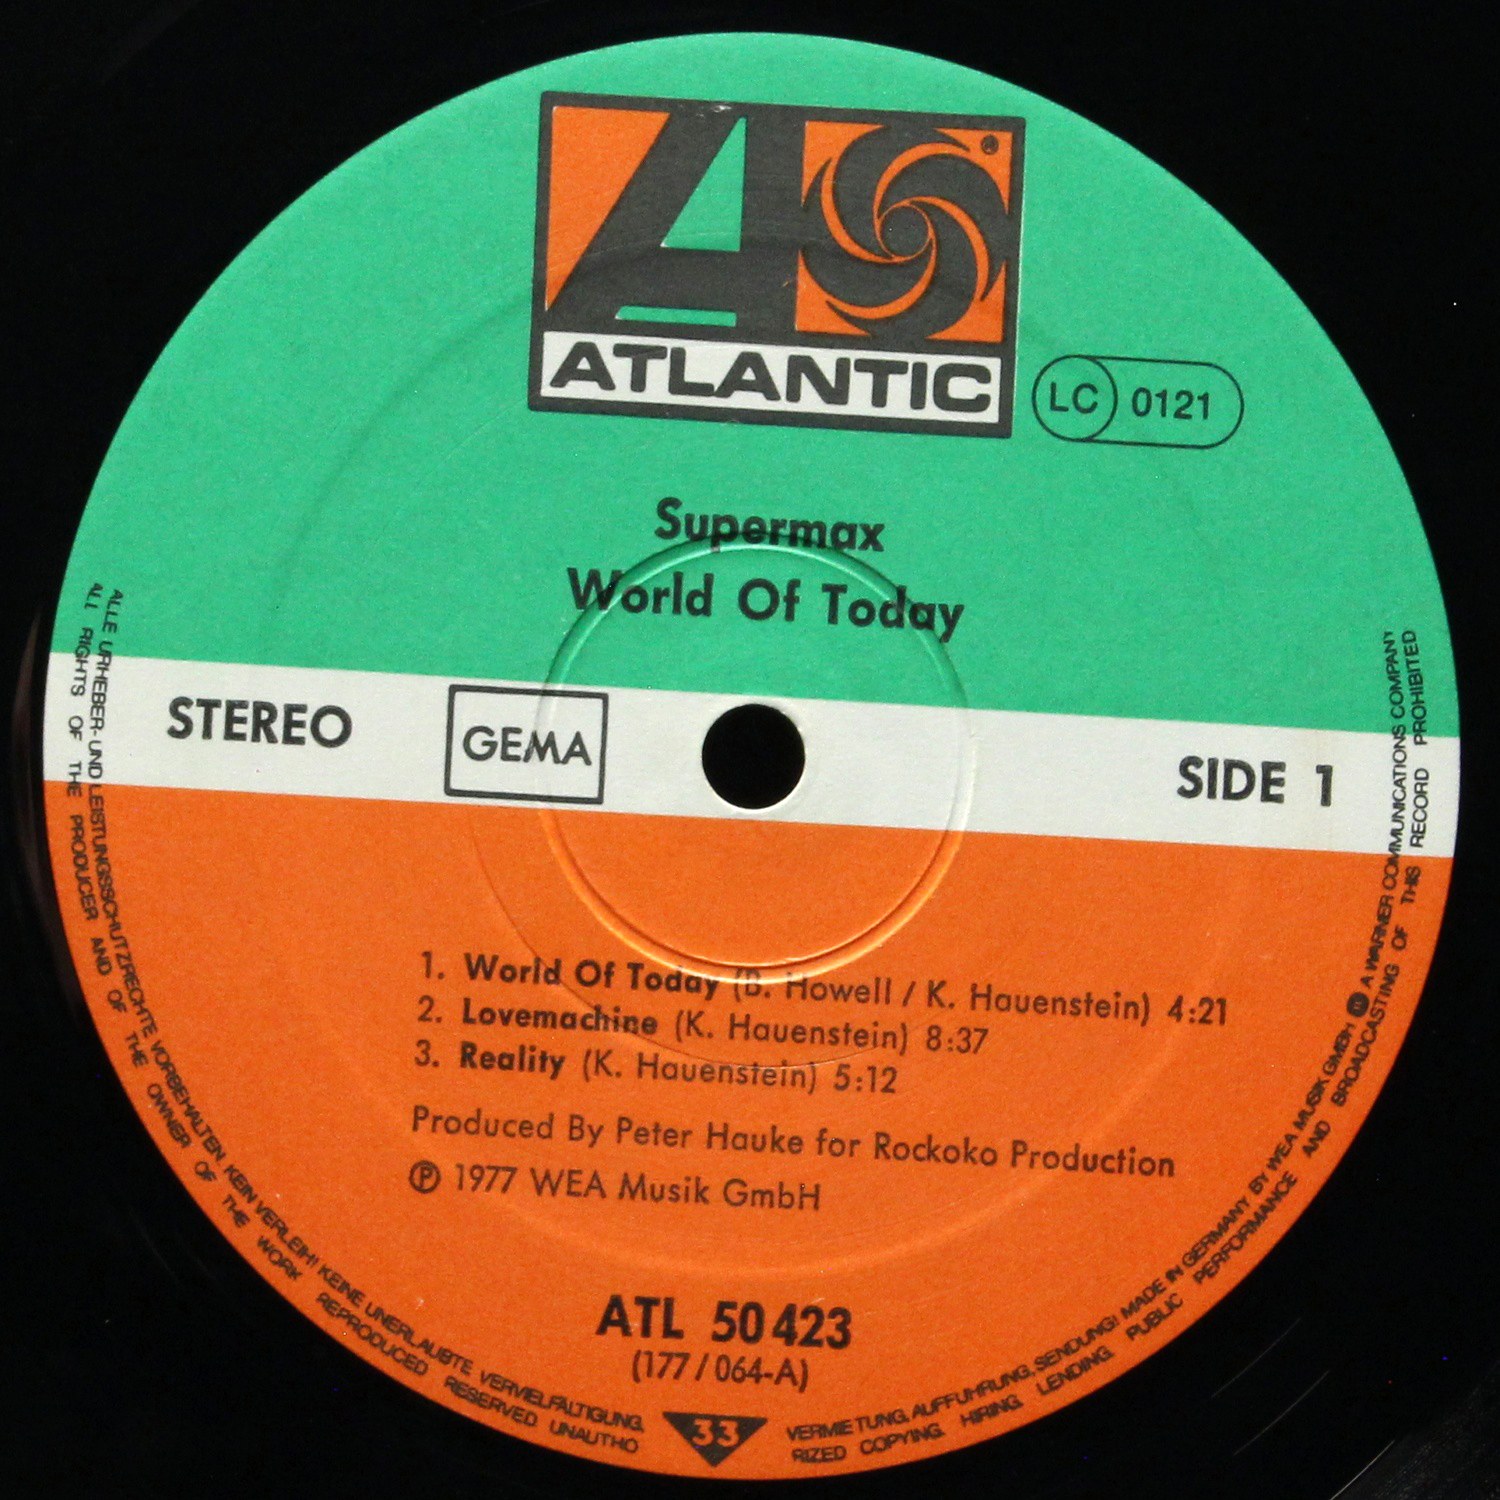 ATLANTIC
LC 0121
Supermax
World Of Today
STEREO
GEMA
SIDE 1
1. World Of Today (B. Howell / K. Hauenstein) 4:21
2. Lovemachine (K. Hauenstein) 8:37
3. Reality (K. Hauenstein) 5:12
Produced By Peter Hauke for Rockoko Production
Ⓟ 1977 WEA Musik GmbH
ATL 50 423
(177 / 064-A)
33
ALLE URHEBER- UND LEISTUNGSSCHUTZRECHTE VORBEHALTEN. KEIN VERLEIH! KEINE UNERLAUBTE VERVIELFÄLTIGUNG, VERMIETUNG, AUFFÜHRUNG, SENDUNG! MADE IN GERMANY BY WEA MUSIK GMBH A WARNER COMMUNICATIONS COMPANY
ALL RIGHTS OF THE PRODUCER AND OF THE OWNER OF THE WORK REPRODUCED RESERVED UNAUTHORIZED COPYING, HIRING, LENDING, PUBLIC PERFORMANCE AND BROADCASTING OF THIS RECORD PROHIBITED